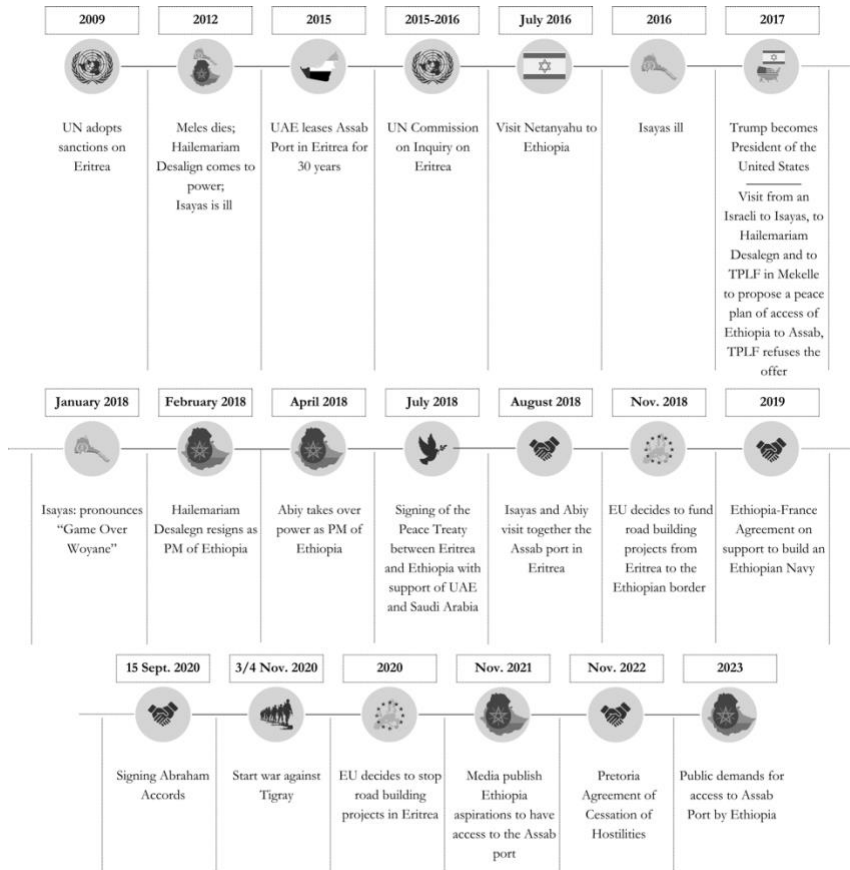 2009
UN adopts
sanctions on
Eritrea
2012
Meles dies;
Hailemariam
Desalign comes to
power;
Isayas is ill
2015
UAE leases Assab
Port in Eritrea for
30 years
2015-2016
UN Commission
on Inquiry on
Eritrea
July 2016
Visit Netanyahu to
Ethiopia
2016
Isayas ill
2017
Trump becomes
President of the
United States
Visit from an
Israeli to Isayas, to
Hailemariam
Desalegn and to
TPLF in Mekelle
to propose a peace
plan of access of
Ethiopia to Assab,
TPLF refuses the
offer
January 2018
Isayas: pronounces
“Game Over
Woyane”
February 2018
Hailemariam
Desalegn resigns as
PM of Ethiopia
April 2018
Abiy takes over
power as PM of
Ethiopia
July 2018
Signing of the
Peace Treaty
between Eritrea
and Ethiopia with
support of UAE
and Saudi Arabia
August 2018
Isayas and Abiy
visit together the
Assab port in
Eritrea
Nov. 2018
EU decides to fund
road building
projects from
Eritrea to the
Ethiopian border
2019
Ethiopia-France
Agreement on
support to build an
Ethiopian Navy
15 Sept. 2020
Signing Abraham
Accords
3/4 Nov. 2020
Start war against
Tigray
2020
EU decides to stop
road building
projects in Eritrea
Nov. 2021
Media publish
Ethiopia
aspirations to have
access to the Assab
port
Nov. 2022
Pretoria
Agreement of
Cessation of
Hostilities
2023
Public demands for
access to Assab
Port by Ethiopia